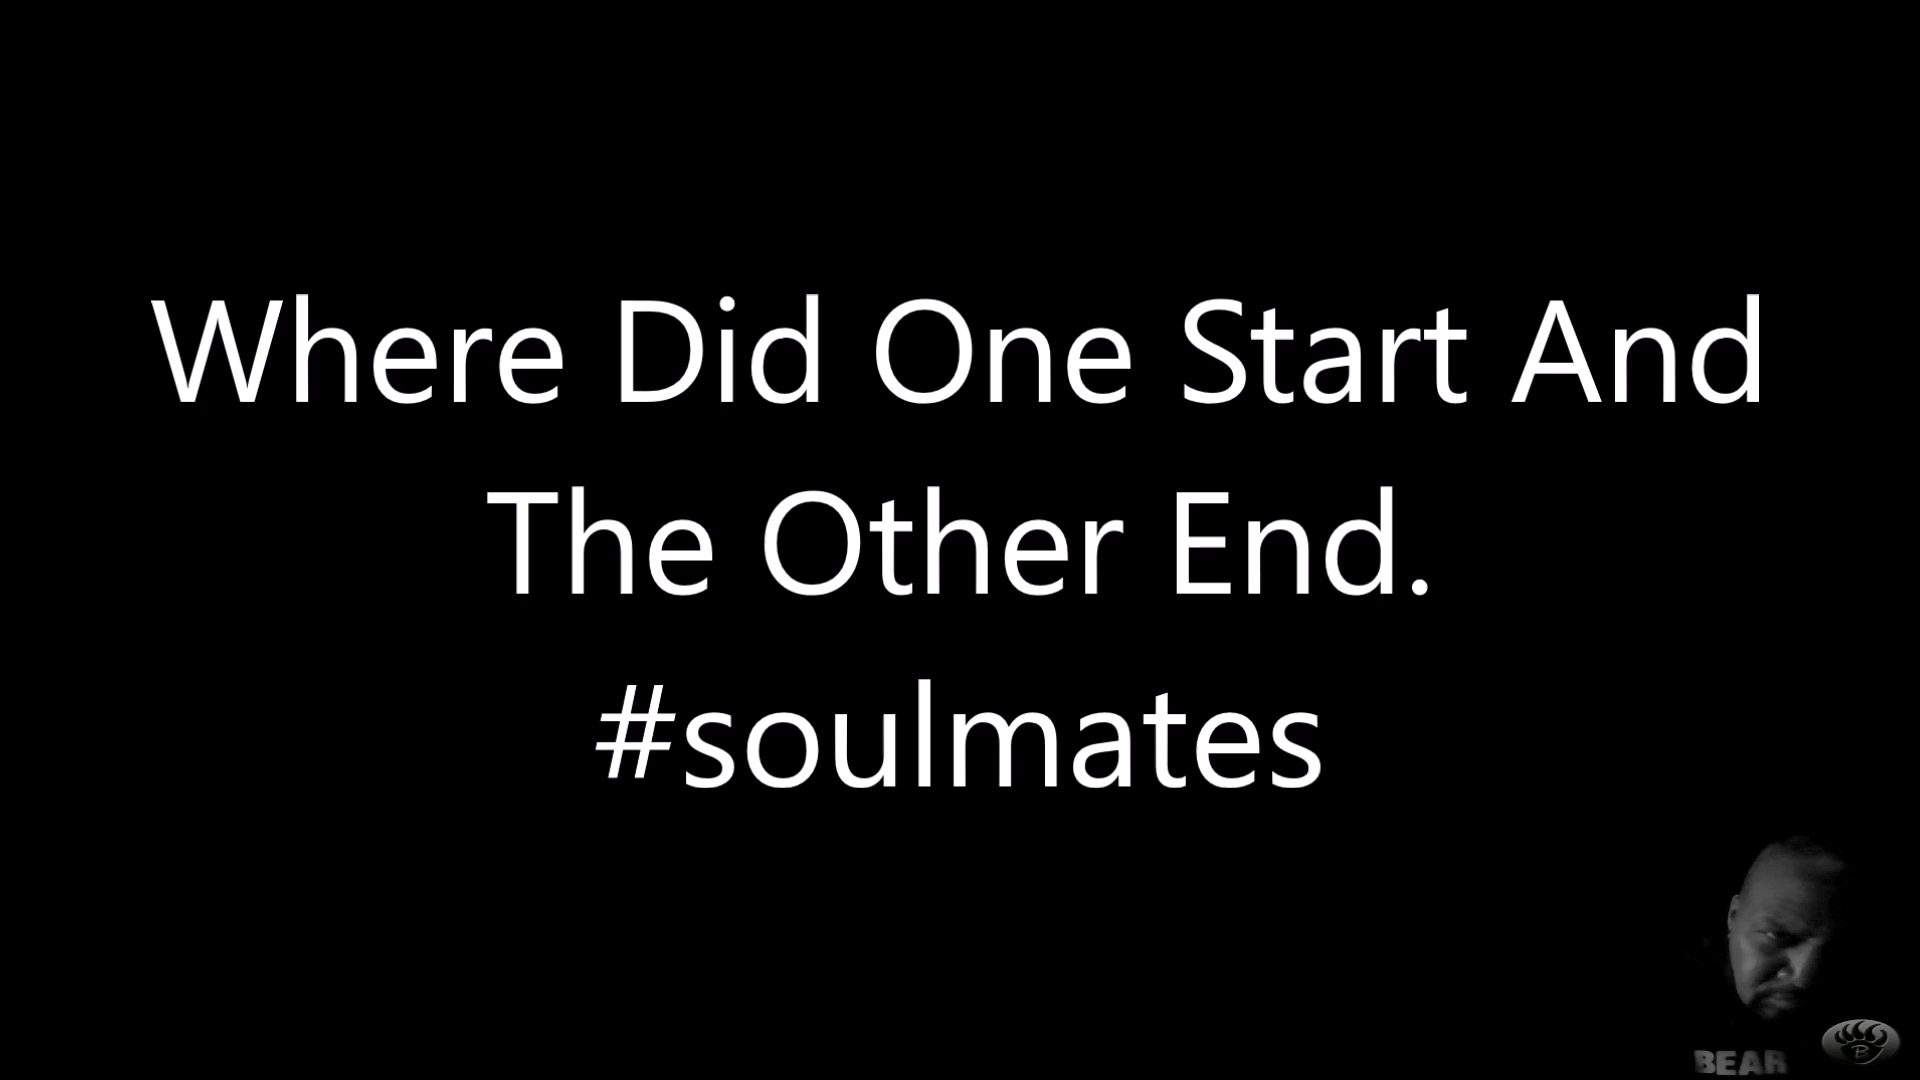 Where Did One Start And
The Other End.
#soulmates
BEAR
B